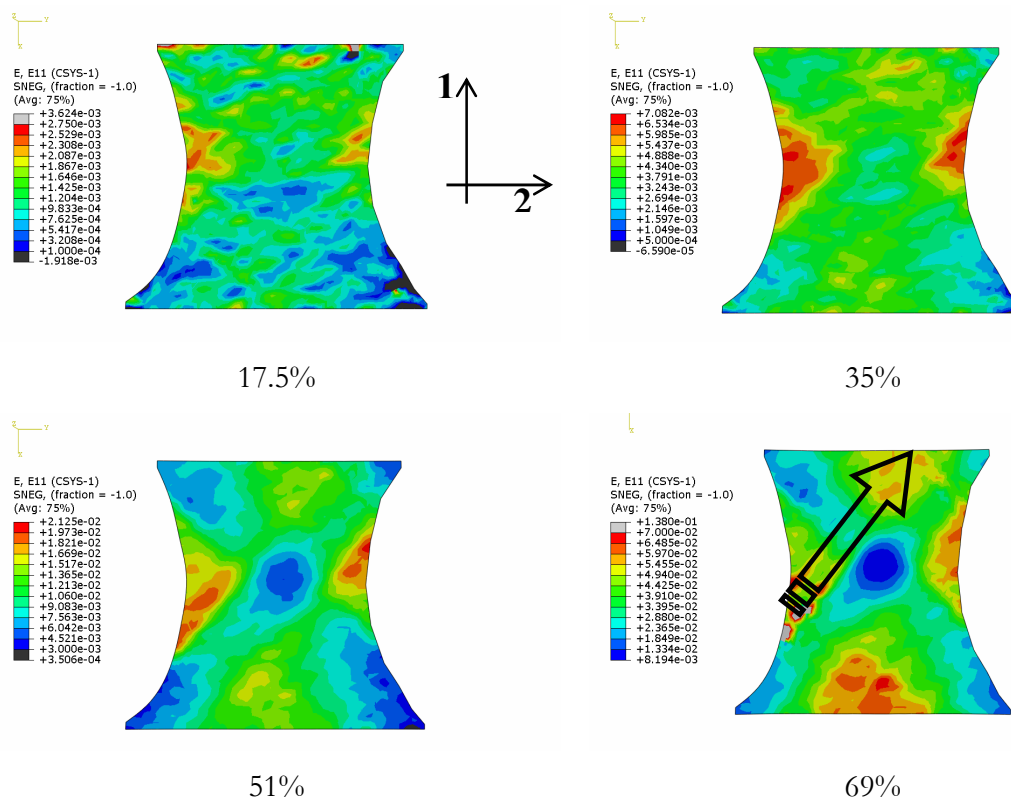 E, E11 (CSYS-1)
SNEG, (fraction = -1.0)
(Avg: 75%)
+3.624e-03
+2.750e-03
+2.529e-03
+2.308e-03
+2.087e-03
+1.867e-03
+1.646e-03
+1.425e-03
+1.204e-03
+9.833e-04
+7.625e-04
+5.417e-04
+3.208e-04
+1.000e-04
-1.918e-03
1
2
17.5%
E, E11 (CSYS-1)
SNEG, (fraction = -1.0)
(Avg: 75%)
+7.082e-03
+6.534e-03
+5.985e-03
+5.437e-03
+4.888e-03
+4.340e-03
+3.791e-03
+3.243e-03
+2.694e-03
+2.146e-03
+1.597e-03
+1.049e-03
+5.000e-04
-6.590e-05
35%
E, E11 (CSYS-1)
SNEG, (fraction = -1.0)
(Avg: 75%)
+2.125e-02
+1.973e-02
+1.821e-02
+1.669e-02
+1.517e-02
+1.365e-02
+1.213e-02
+1.060e-02
+9.083e-03
+7.563e-03
+6.042e-03
+4.521e-03
+3.000e-03
+3.506e-04
51%
E, E11 (CSYS-1)
SNEG, (fraction = -1.0)
(Avg: 75%)
+1.380e-01
+7.000e-02
+6.485e-02
+5.970e-02
+5.455e-02
+4.940e-02
+4.425e-02
+3.910e-02
+3.395e-02
+2.880e-02
+2.365e-02
+1.849e-02
+1.334e-02
+8.194e-03
69%